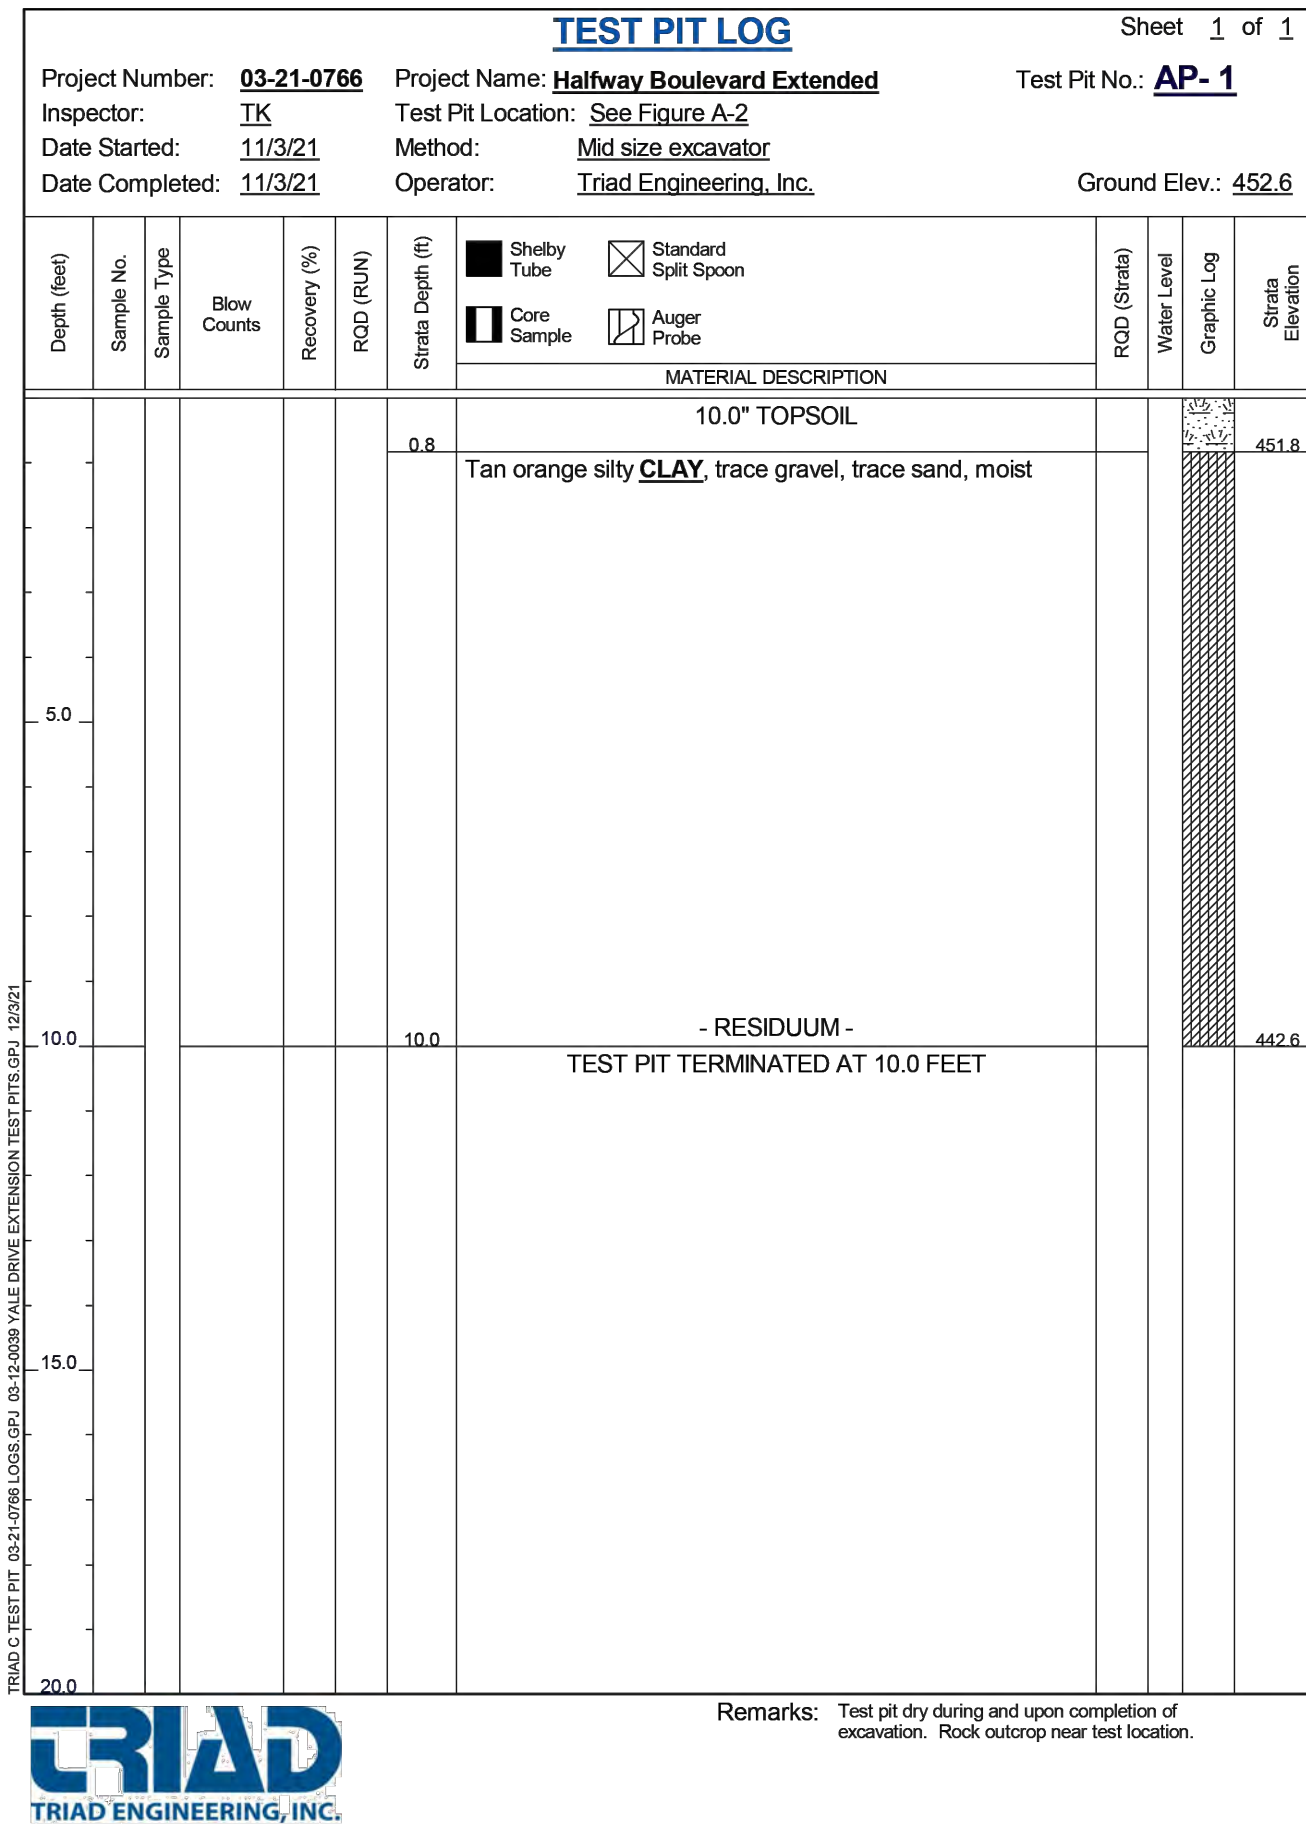 TEST PIT LOG
Sheet 1 of 1
Project Number: 03-21-0766 Project Name: Halfway Boulevard Extended Test Pit No.: AP- 1
Inspector: TK Test Pit Location: See Figure A-2
Date Started: 11/3/21 Method: Mid size excavator
Date Completed: 11/3/21 Operator: Triad Engineering, Inc. Ground Elev.: 452.6
Depth (feet)
Sample No.
Sample Type
Blow
Counts
Recovery (%)
RQD (RUN)
Strata Depth (ft)
Shelby
Tube
Standard
Split Spoon
Core
Sample
Auger
Probe
MATERIAL DESCRIPTION
RQD (Strata)
Water Level
Graphic Log
Strata
Elevation
10.0" TOPSOIL
0.8 451.8
Tan orange silty CLAY, trace gravel, trace sand, moist
5.0
- RESIDUUM -
10.0 10.0 442.6
TEST PIT TERMINATED AT 10.0 FEET
15.0
20.0
TRIAD C TEST PIT 03-21-0766 LOGS.GPJ 03-12-0039 YALE DRIVE EXTENSION TEST PITS.GPJ 12/3/21
Remarks: Test pit dry during and upon completion of
excavation. Rock outcrop near test location.
TRIAD
TRIAD ENGINEERING, INC.